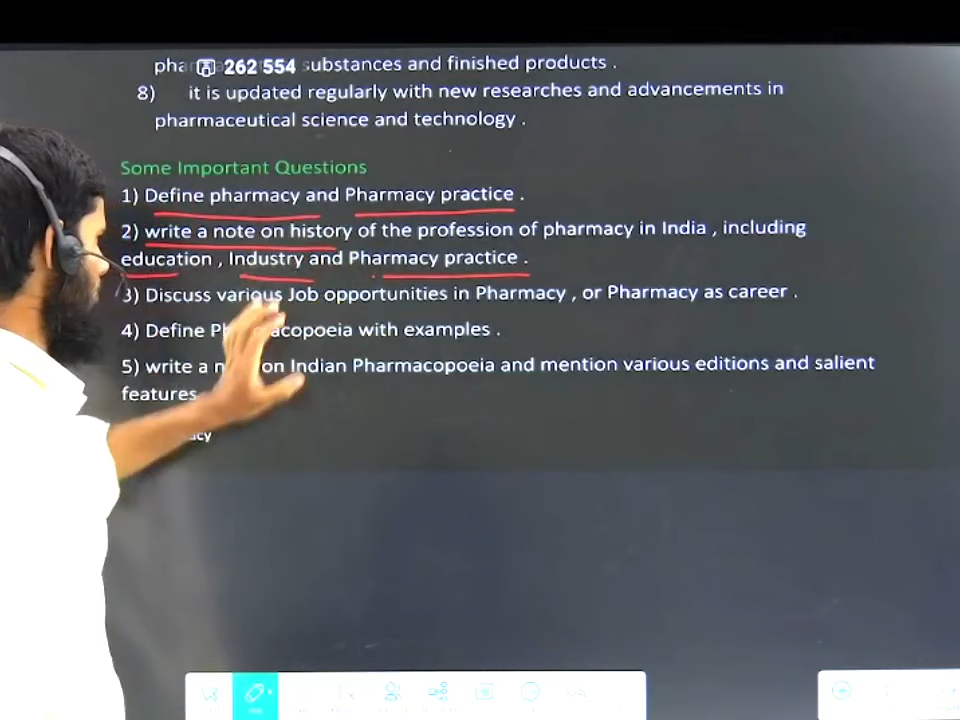 262 554
substances and finished products .
8) it is updated regularly with new researches and advancements in
pharmaceutical science and technology .
Some Important Questions
1) Define pharmacy and Pharmacy practice .
2) write a note on history of the profession of pharmacy in India , including
education , Industry and Pharmacy practice .
3) Discuss various Job opportunities in Pharmacy , or Pharmacy as career .
4) Define Pharmacopoeia with examples .
5) write a note on Indian Pharmacopoeia and mention various editions and salient
features